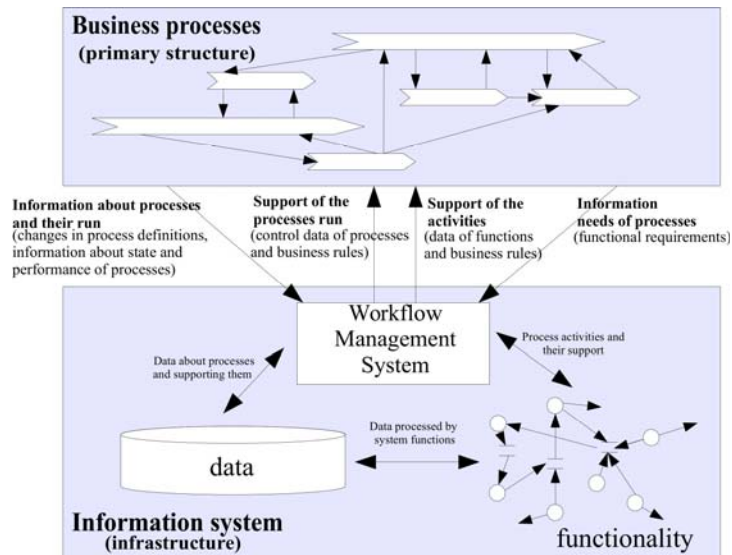 Business processes
(primary structure)
Information about processes
and their run
(changes in process definitions,
information about state and
performance of processes)
Support of the
processes run
(control data of processes
and business rules)
Support of the
activities
(data of functions
and business rules)
Information
needs of processes
(functional requirements)
Workflow
Management
System
Data about processes
and supporting them
Process activities and
their support
Data processed by
system functions
data
functionality
Information system
(infrastructure)